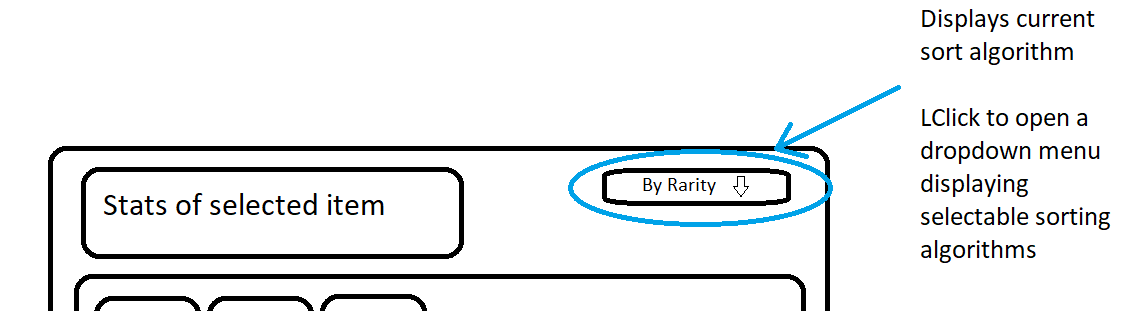 Displays current
sort algorithm
LClick to open a
dropdown menu
displaying
selectable sorting
algorithms
Stats of selected item
By Rarity